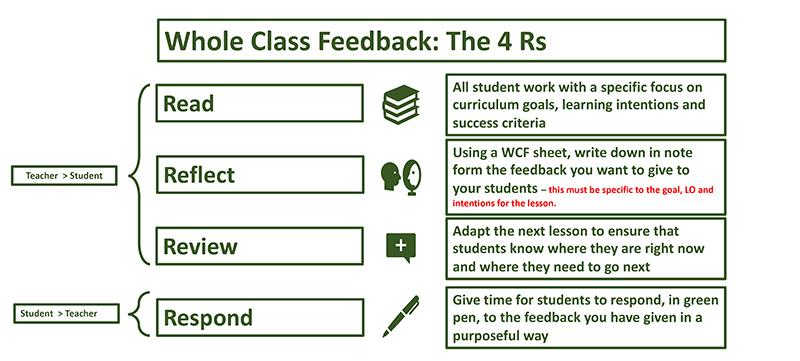 Whole Class Feedback: The 4 Rs
Read
All student work with a specific focus on
curriculum goals, learning intentions and
success criteria
Teacher > Student
Reflect
Using a WCF sheet, write down in note
form the feedback you want to give to
your students – this must be specific to the goal, LO and
intentions for the lesson.
Review
Adapt the next lesson to ensure that
students know where they are right now
and where they need to go next
Student > Teacher
Respond
Give time for students to respond, in green
pen, to the feedback you have given in a
purposeful way